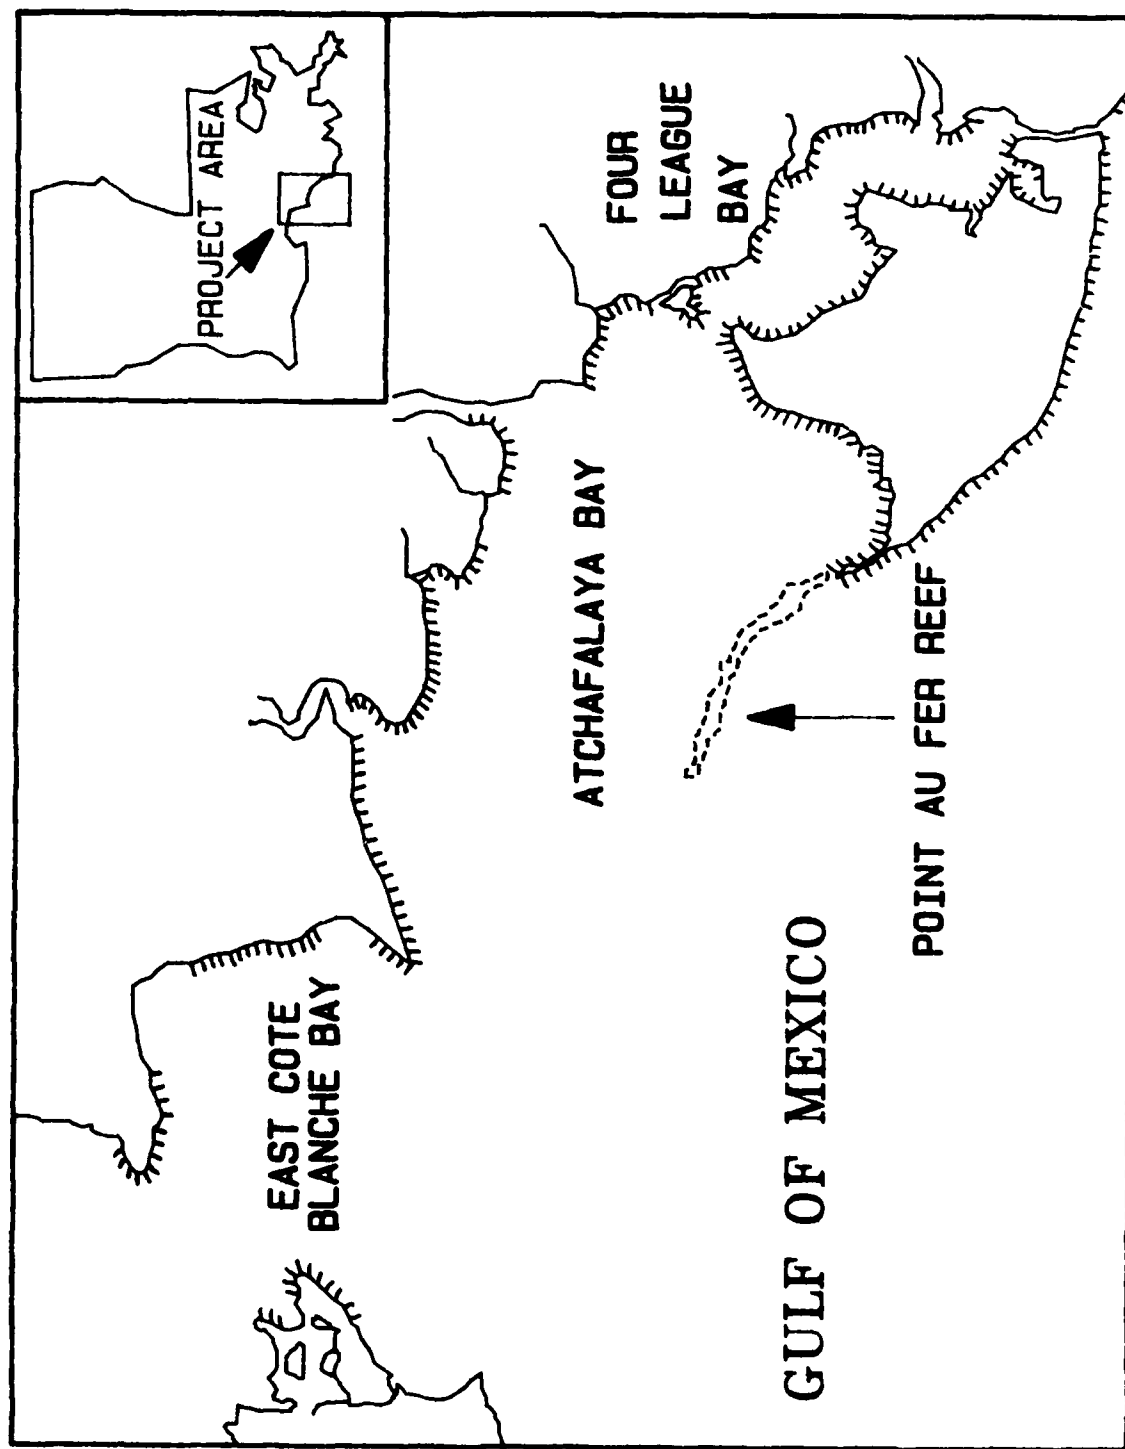 PROJECT AREA
FOUR
LEAGUE
BAY
ATCHAFALAYA BAY
EAST COTE
BLANCHE BAY
POINT AU FER REEF
GULF OF MEXICO